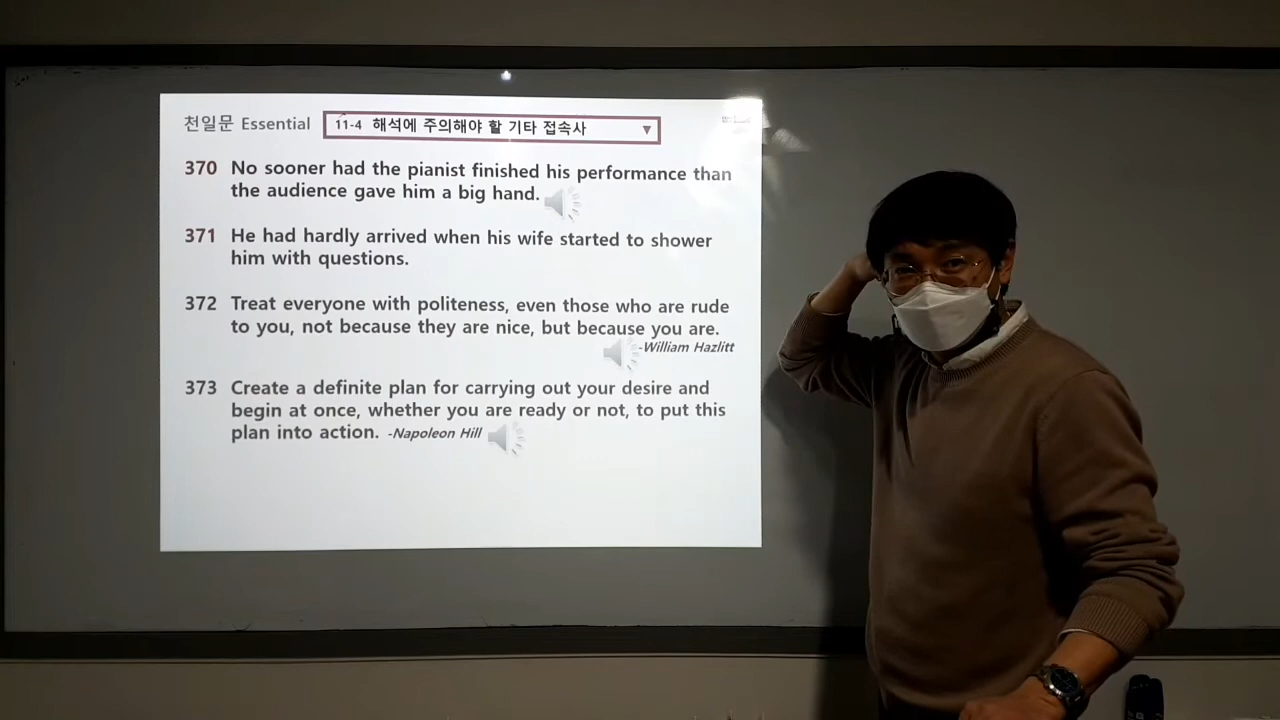 천일문 Essential 11-4 해석에 주의해야 할 기타 접속사 ▼
370 No sooner had the pianist finished his performance than
the audience gave him a big hand.
371 He had hardly arrived when his wife started to shower
him with questions.
372 Treat everyone with politeness, even those who are rude
to you, not because they are nice, but because you are.
-William Hazlitt
373 Create a definite plan for carrying out your desire and
begin at once, whether you are ready or not, to put this
plan into action. -Napoleon Hill